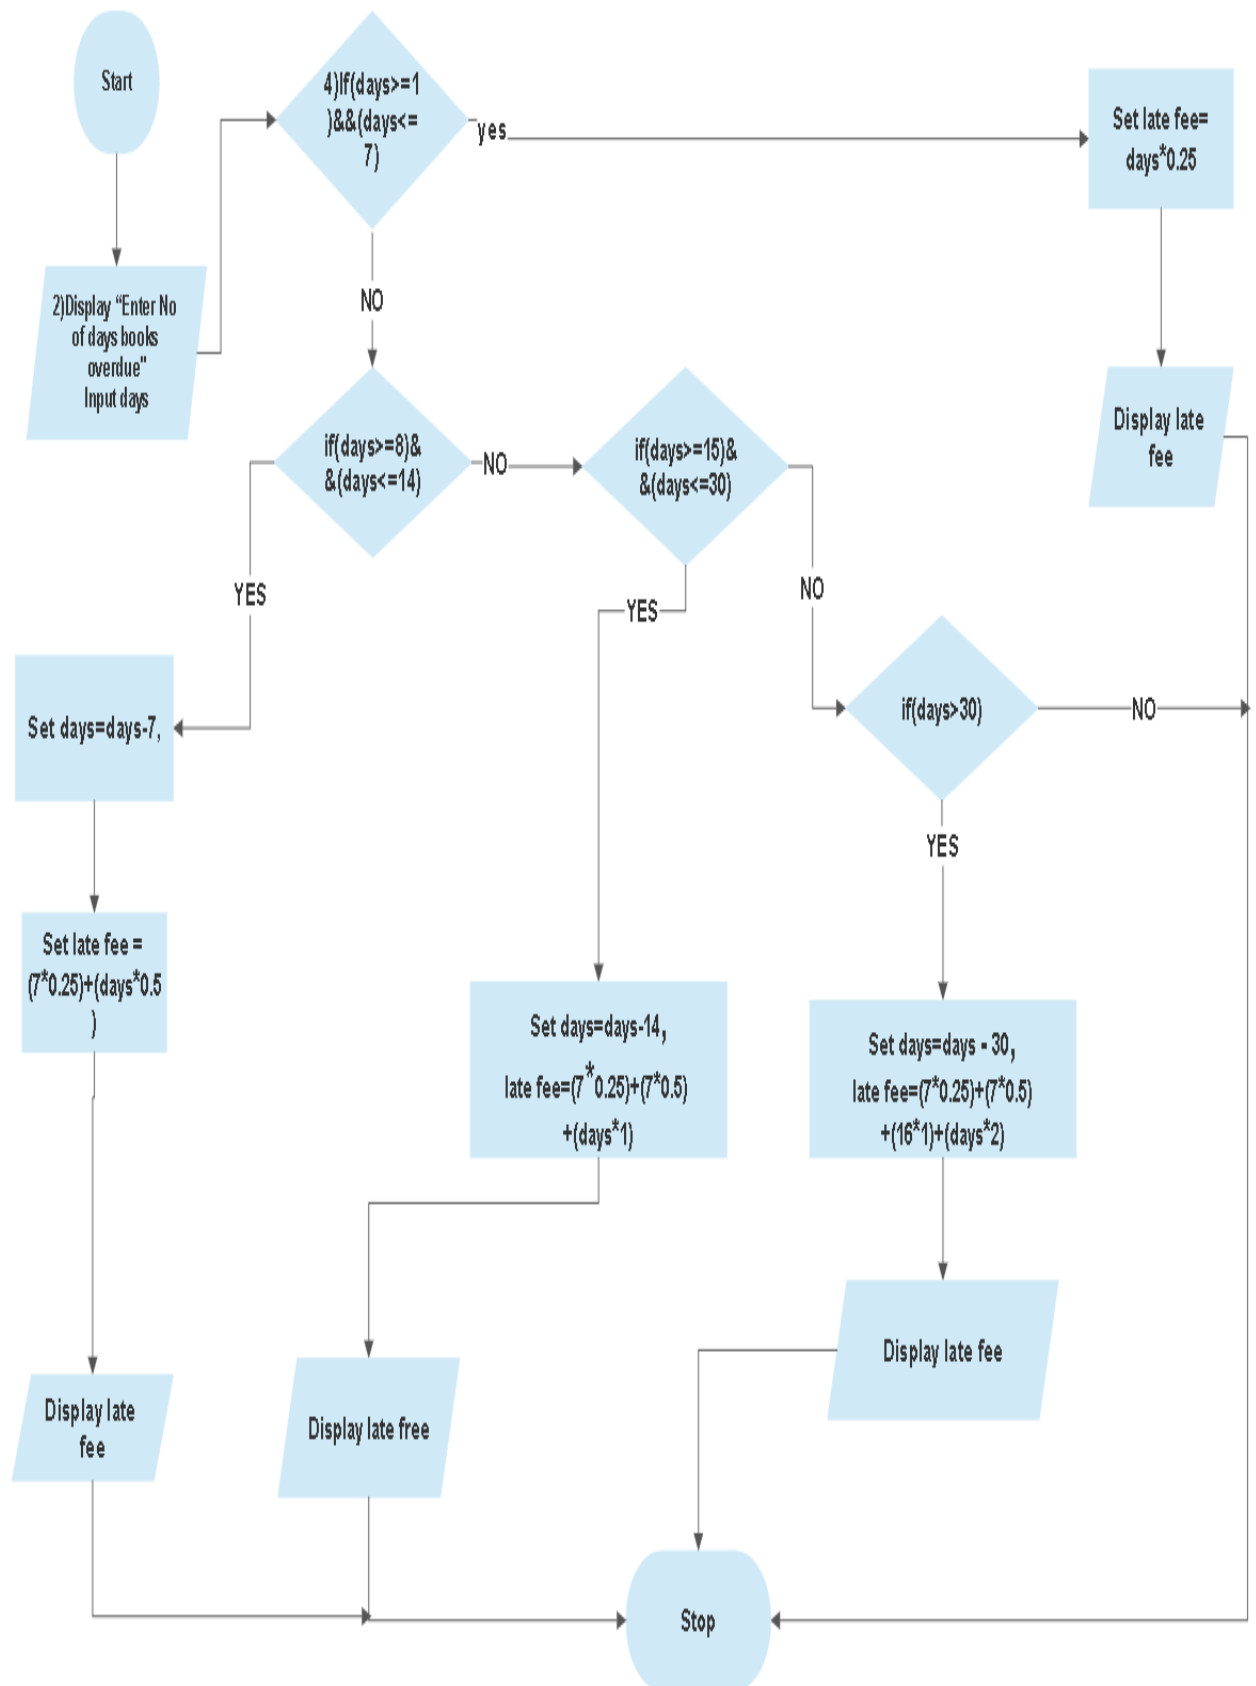 Start
2)Display “Enter No
of days books
overdue"
Input days
4)If(days>=1
)&&(days<=
7)
yes
Set late fee=
days*0.25
Display late
fee
NO
if(days>=8)&
&(days<=14)
NO
if(days>=15)&
&(days<=30)
YES
YES
NO
if(days>30)
NO
YES
Set days=days-7,
Set late fee =
(7*0.25)+(days*0.5
)
Set days=days-14,
late fee=(7*0.25)+(7*0.5)
+(days*1)
Set days=days - 30,
late fee=(7*0.25)+(7*0.5)
+(16*1)+(days*2)
Display late
fee
Display late free
Display late fee
Stop